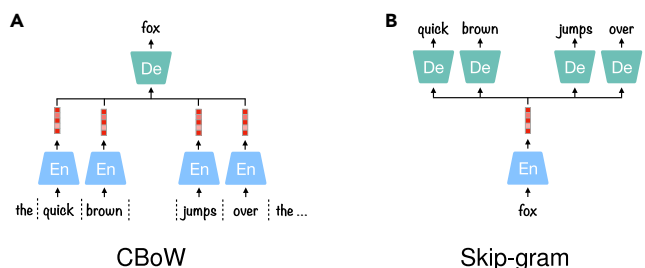 A
fox
De
En En En En
the quick brown jumps over the ...
CBoW
B
quick brown jumps over
De De De De
En
fox
Skip-gram